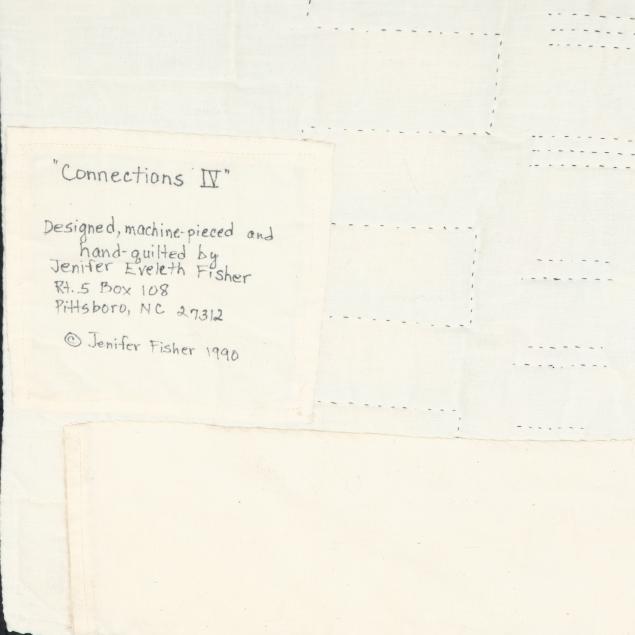 "Connections IV"
Designed, machine-pieced and
hand-quilted by
Jenifer Eveleth Fisher
Rt. 5 Box 108
Pittsboro, NC 27312
© Jenifer Fisher 1990